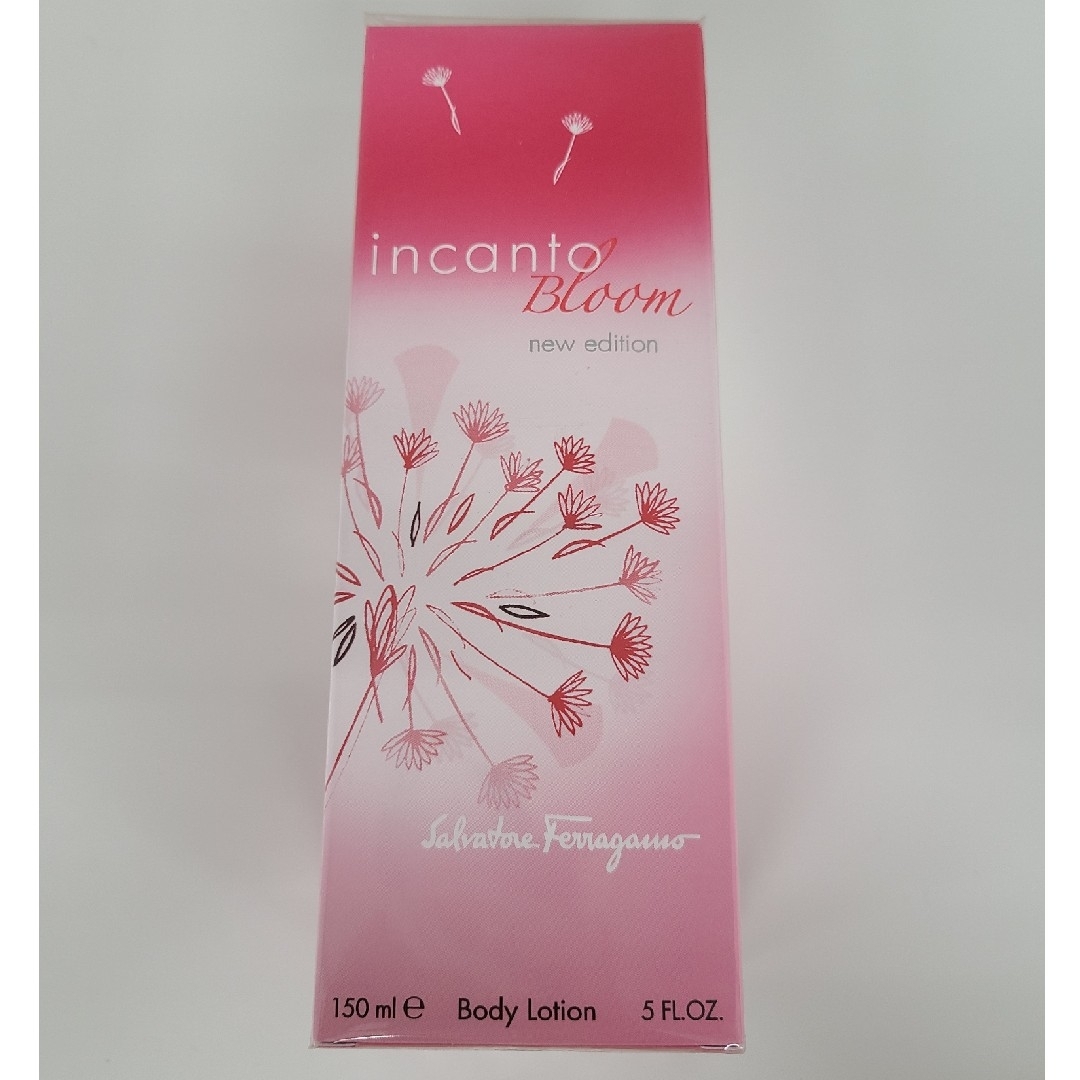 incanto
Bloom
new edition
Salvatore Ferragamo
150 ml ℮ Body Lotion 5 FL.OZ.